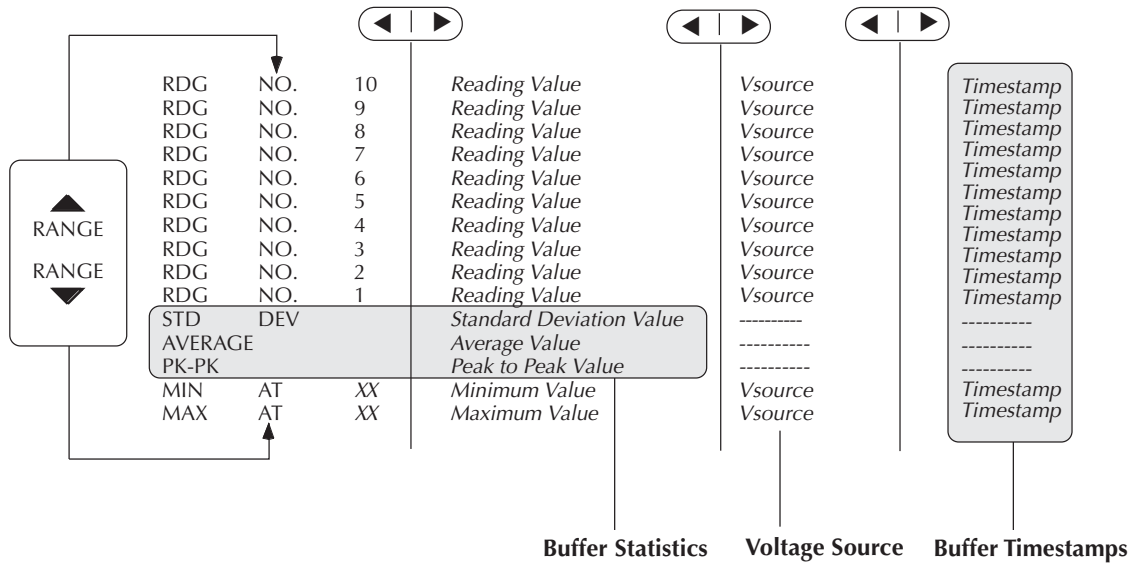 RDG NO. 10 Reading Value Vsource
RDG NO. 9 Reading Value Vsource
RDG NO. 8 Reading Value Vsource
RDG NO. 7 Reading Value Vsource
RDG NO. 6 Reading Value Vsource
RDG NO. 5 Reading Value Vsource
RDG NO. 4 Reading Value Vsource
RDG NO. 3 Reading Value Vsource
RDG NO. 2 Reading Value Vsource
RDG NO. 1 Reading Value Vsource
STD DEV Standard Deviation Value ----------
AVERAGE Average Value ----------
PK-PK Peak to Peak Value ----------
MIN AT XX Minimum Value Vsource
MAX AT XX Maximum Value Vsource
Timestamp
Timestamp
Timestamp
Timestamp
Timestamp
Timestamp
Timestamp
Timestamp
Timestamp
Timestamp
Timestamp
----------
----------
----------
Timestamp
Timestamp
RANGE
RANGE
Buffer Statistics Voltage Source Buffer Timestamps